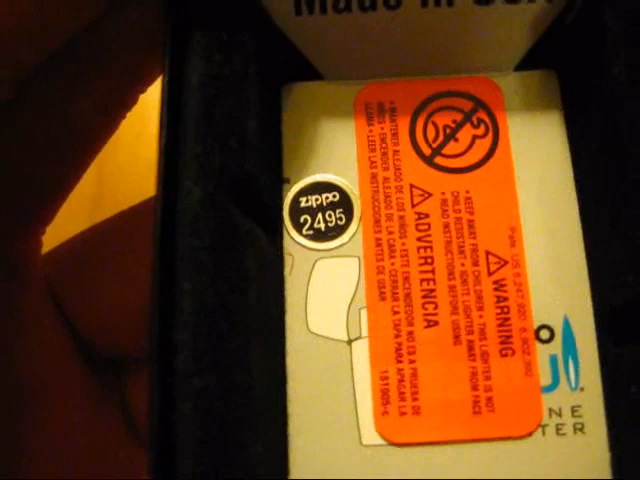 Made in USA
zippo
2495
WARNING
• KEEP AWAY FROM CHILDREN • THIS LIGHTER IS NOT
CHILD RESISTANT • IGNITE LIGHTER AWAY FROM FACE
• READ INSTRUCTIONS BEFORE USING
ADVERTENCIA
• MANTENER ALEJADO DE LOS NIÑOS • ESTE ENCENDEDOR NO ES A PRUEBA DE
NIÑOS • ENCENDER ALEJADO DE LA CARA • CERRAR LA TAPA PARA APAGAR LA
LLAMA • LEER LAS INSTRUCCIONES ANTES DE USAR
O
U
NE
TER